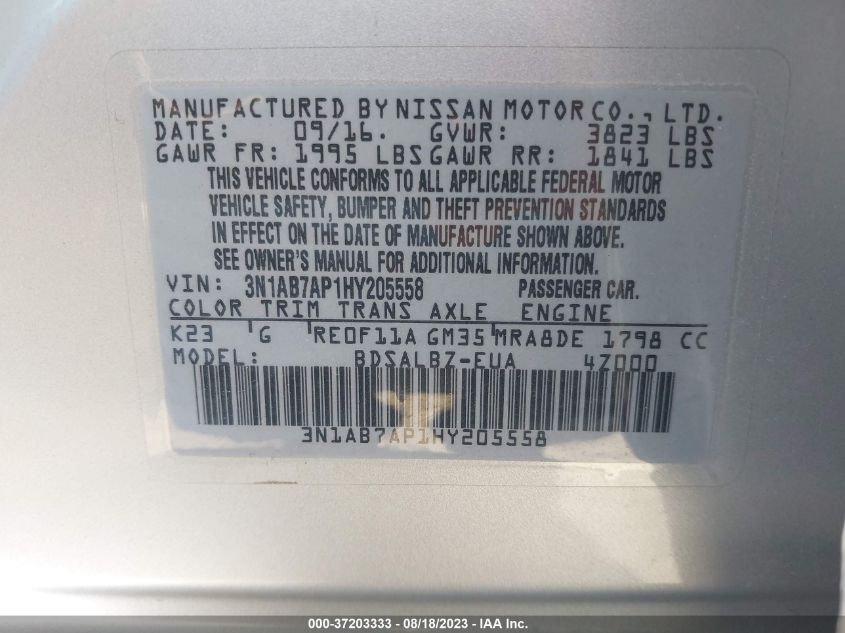 MANUFACTURED BY NISSAN MOTOR CO., LTD.
DATE: 09/16. GVWR: 3823 LBS
GAWR FR: 1995 LBS GAWR RR: 1841 LBS
THIS VEHICLE CONFORMS TO ALL APPLICABLE FEDERAL MOTOR
VEHICLE SAFETY, BUMPER AND THEFT PREVENTION STANDARDS
IN EFFECT ON THE DATE OF MANUFACTURE SHOWN ABOVE.
SEE OWNER'S MANUAL FOR ADDITIONAL INFORMATION.
VIN: 3N1AB7AP1HY205558 PASSENGER CAR.
COLOR TRIM TRANS AXLE ENGINE
K23 'G 'RE0F11A GM35 'MRA8DE 1798 CC
MODEL: BDSALBZ-EUA 4Z000
3N1AB7AP1HY205558
000-37203333 - 08/18/2023 - IAA Inc.